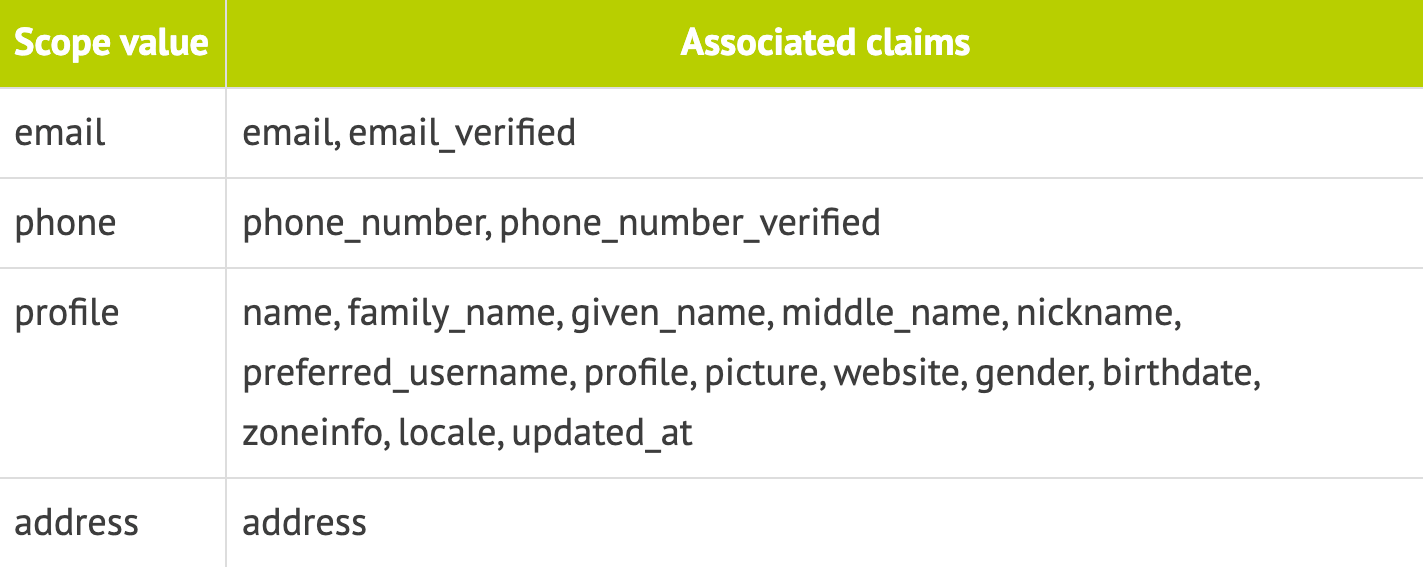 Scope value Associated claims
email email, email_verified
phone phone_number, phone_number_verified
profile name, family_name, given_name, middle_name, nickname,
preferred_username, profile, picture, website, gender, birthdate,
zoneinfo, locale, updated_at
address address